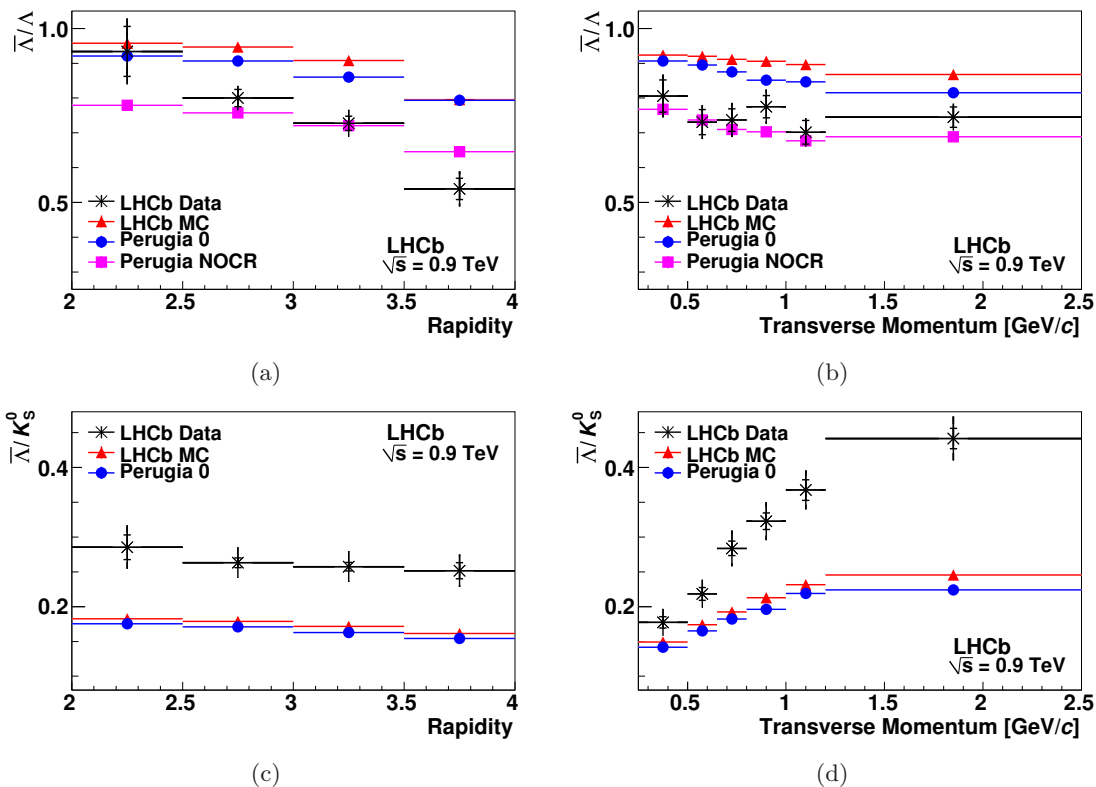 Λ̅/Λ
1.0
0.5
LHCb Data
LHCb MC
Perugia 0
Perugia NOCR
LHCb
√s = 0.9 TeV
2 2.5 3 3.5 4
Rapidity
(a)
Λ̅/Λ
1.0
0.5
LHCb Data
LHCb MC
Perugia 0
Perugia NOCR
LHCb
√s = 0.9 TeV
0.5 1 1.5 2 2.5
Transverse Momentum [GeV/c]
(b)
Λ̅/K⁰S
0.4
0.2
LHCb Data
LHCb MC
Perugia 0
LHCb
√s = 0.9 TeV
2 2.5 3 3.5 4
Rapidity
(c)
Λ̅/K⁰S
0.4
0.2
LHCb Data
LHCb MC
Perugia 0
LHCb
√s = 0.9 TeV
0.5 1 1.5 2 2.5
Transverse Momentum [GeV/c]
(d)